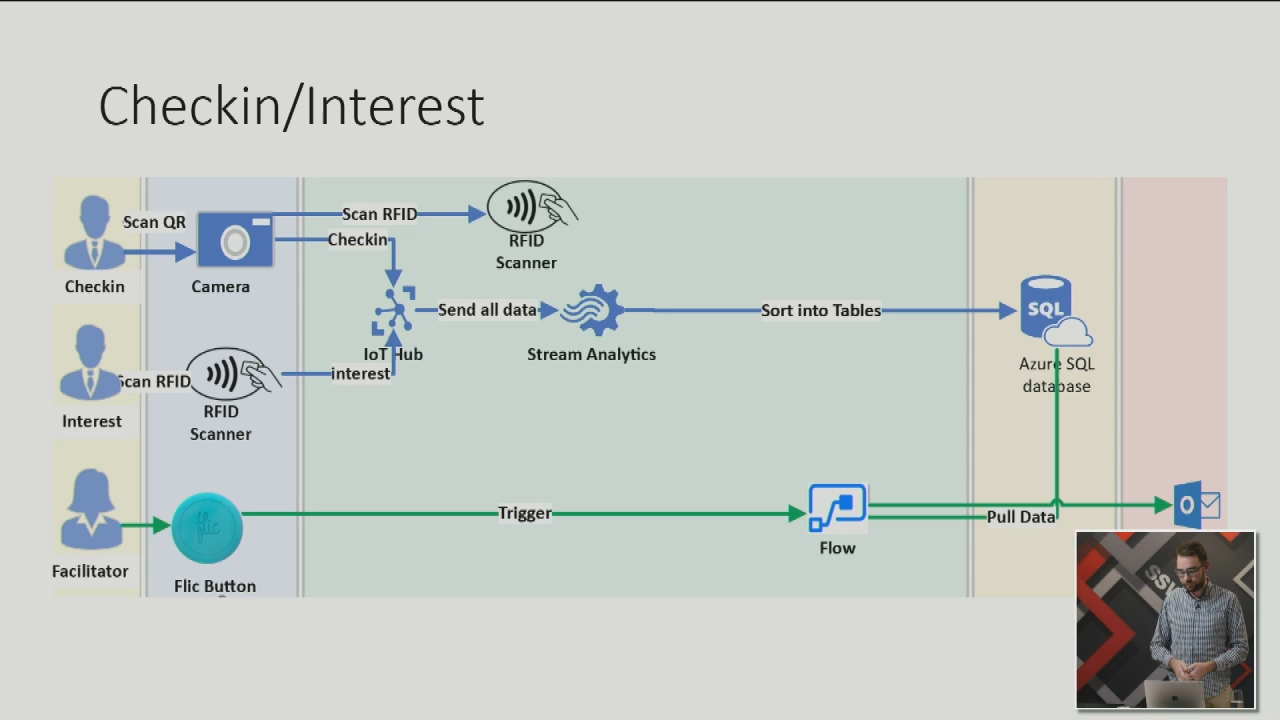 Checkin/Interest
Scan QR
Checkin
Camera
Scan RFID
Checkin
RFID
Scanner
IoT Hub
Send all data
Stream Analytics
Sort into Tables
SQL
Azure SQL
database
Scan RFID
Interest
RFID
Scanner
interest
Facilitator
flic
Flic Button
Trigger
Flow
Pull Data
O
SSW